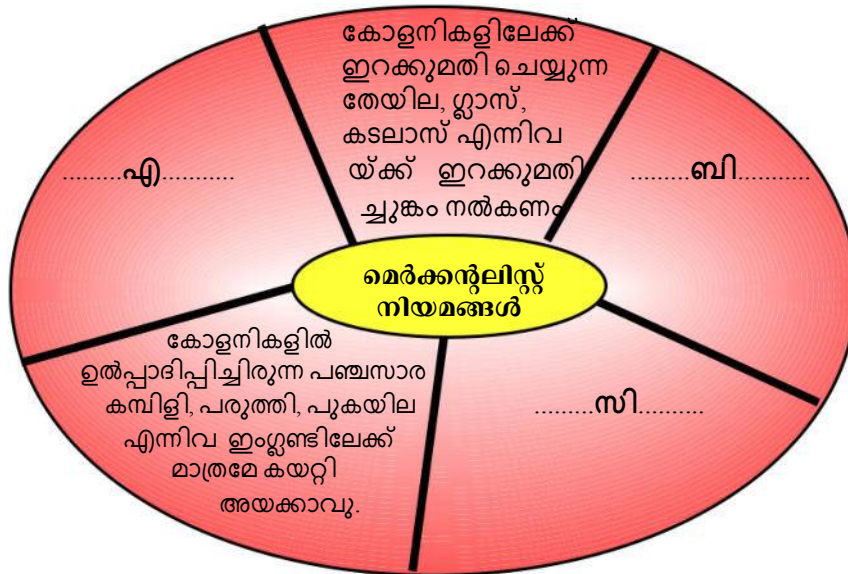 കോളനികളിലേക്ക്
ഇറക്കുമതി ചെയ്യുന്ന
തേയില, ഗ്ലാസ്,
കടലാസ് എന്നിവ
യ്ക്ക് ഇറക്കുമതി
ച്ചുങ്കം നൽകണം
.........എ...........
.........ബി...........
മെർക്കന്റലിസ്റ്റ്
നിയമങ്ങൾ
കോളനികളിൽ
ഉൽപ്പാദിപ്പിച്ചിരുന്ന പഞ്ചസാര
കമ്പിളി, പരുത്തി, പുകയില
എന്നിവ ഇംഗ്ലണ്ടിലേക്ക്
മാത്രമേ കയറ്റി
അയക്കാവു.
.........സി..........